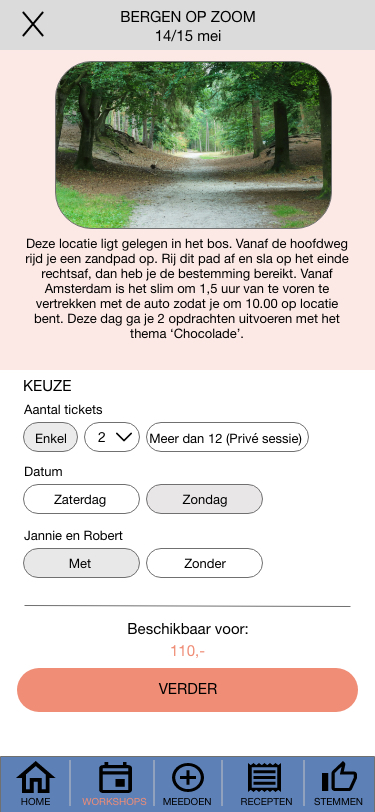 BERGEN OP ZOOM
14/15 mei
Deze locatie ligt gelegen in het bos. Vanaf de hoofdweg
rijd je een zandpad op. Rij dit pad af en sla op het einde
rechtsaf, dan heb je de bestemming bereikt. Vanaf
Amsterdam is het slim om 1,5 uur van te voren te
vertrekken met de auto zodat je om 10.00 op locatie
bent. Deze dag ga je 2 opdrachten uitvoeren met het
thema ‘Chocolade’.
KEUZE
Aantal tickets
Enkel 2 Meer dan 12 (Privé sessie)
Datum
Zaterdag Zondag
Jannie en Robert
Met Zonder
Beschikbaar voor:
110,-
VERDER
HOME WORKSHOPS MEEDOEN RECEPTEN STEMMEN